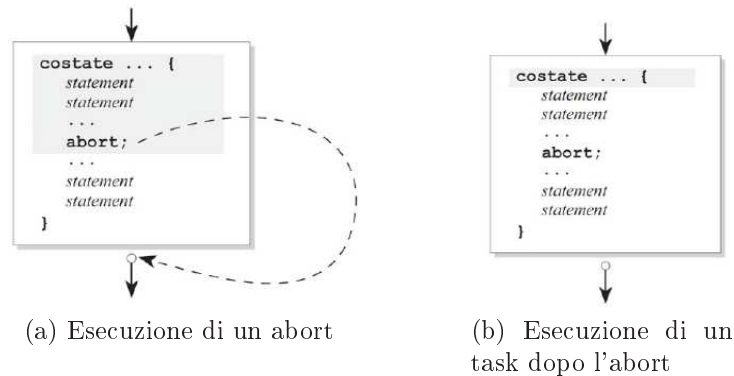 costate ... {
statement
statement
...
abort;
...
statement
statement
}
(a) Esecuzione di un abort
costate ... {
statement
statement
...
abort;
...
statement
statement
}
(b) Esecuzione di un
task dopo l'abort